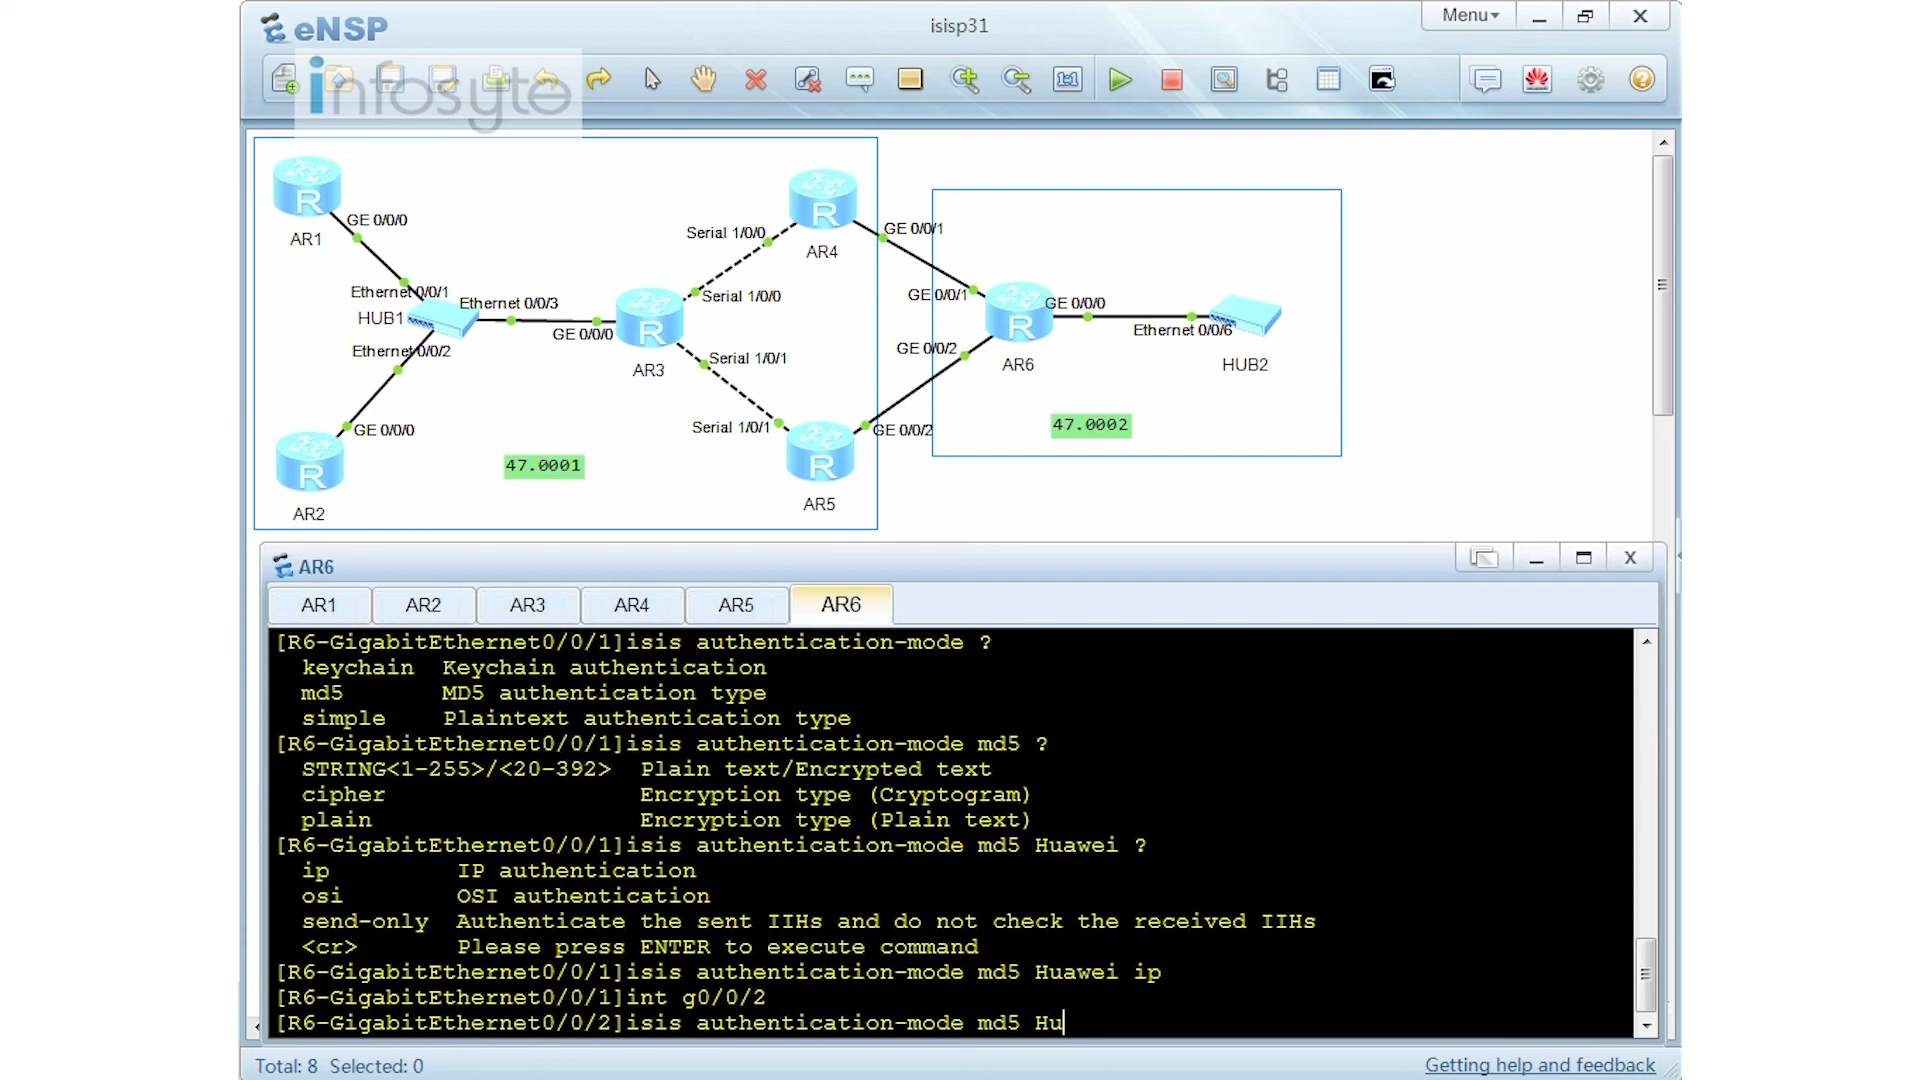 eNSP
isisp31
Menu
infosyte
AR1
GE 0/0/0
Ethernet 0/0/1
HUB1
Ethernet 0/0/3
Ethernet 0/0/2
GE 0/0/0
GE 0/0/0
AR2
AR3
Serial 1/0/0
Serial 1/0/0
Serial 1/0/1
Serial 1/0/1
AR4
GE 0/0/1
GE 0/0/1
AR5
GE 0/0/2
GE 0/0/2
AR6
GE 0/0/0
Ethernet 0/0/6
HUB2
47.0001
47.0002
AR6
AR1 AR2 AR3 AR4 AR5 AR6
[R6-GigabitEthernet0/0/1]isis authentication-mode ?
keychain Keychain authentication
md5 MD5 authentication type
simple Plaintext authentication type
[R6-GigabitEthernet0/0/1]isis authentication-mode md5 ?
STRING<1-255>/<20-392> Plain text/Encrypted text
cipher Encryption type (Cryptogram)
plain Encryption type (Plain text)
[R6-GigabitEthernet0/0/1]isis authentication-mode md5 Huawei ?
ip IP authentication
osi OSI authentication
send-only Authenticate the sent IIHs and do not check the received IIHs
<cr> Please press ENTER to execute command
[R6-GigabitEthernet0/0/1]isis authentication-mode md5 Huawei ip
[R6-GigabitEthernet0/0/1]int g0/0/2
[R6-GigabitEthernet0/0/2]isis authentication-mode md5 Hu
Total: 8 Selected: 0
Getting help and feedback